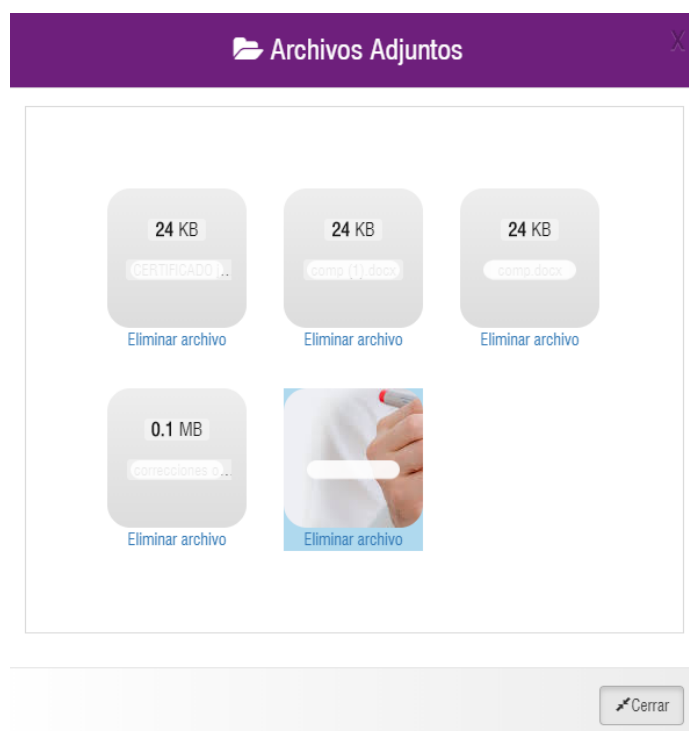 Archivos Adjuntos
X
24 KB
24 KB
24 KB
CERTIFICADO ...
comp (1).docx
comp.docx
Eliminar archivo
Eliminar archivo
Eliminar archivo
0.1 MB
correcciones o...
Eliminar archivo
Eliminar archivo
Cerrar